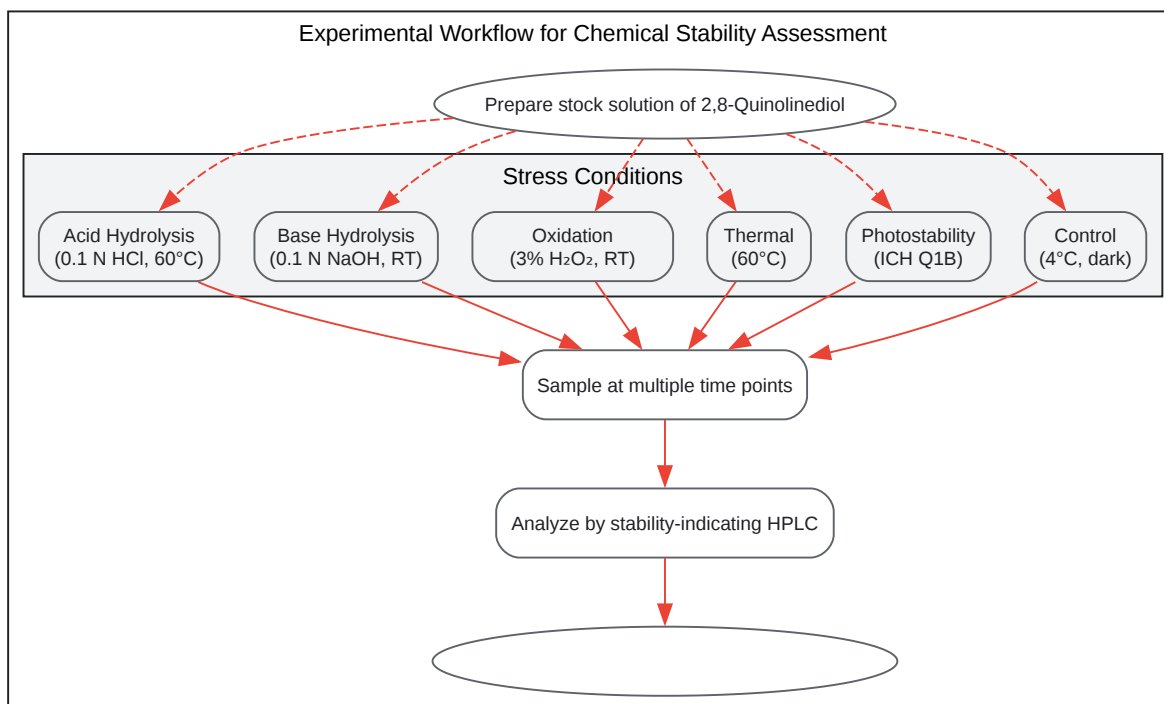 Experimental Workflow for Chemical Stability Assessment
Prepare stock solution of 2,8-Quinolinediol
Stress Conditions
Acid Hydrolysis
(0.1 N HCl, 60°C)
Base Hydrolysis
(0.1 N NaOH, RT)
Oxidation
(3% H₂O₂, RT)
Thermal
(60°C)
Photostability
(ICH Q1B)
Control
(4°C, dark)
Sample at multiple time points
Analyze by stability-indicating HPLC